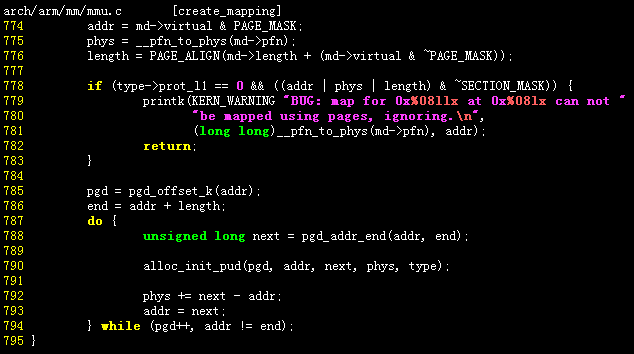 arch/arm/mm/mmu.c [create_mapping]
774 addr = md->virtual & PAGE_MASK;
775 phys = __pfn_to_phys(md->pfn);
776 length = PAGE_ALIGN(md->length + (md->virtual & ~PAGE_MASK));
777
778 if (type->prot_l1 == 0 && ((addr | phys | length) & ~SECTION_MASK)) {
779 printk(KERN_WARNING "BUG: map for 0x%08llx at 0x%08lx can not "
780 "be mapped using pages, ignoring.\n",
781 (long long)__pfn_to_phys(md->pfn), addr);
782 return;
783 }
784
785 pgd = pgd_offset_k(addr);
786 end = addr + length;
787 do {
788 unsigned long next = pgd_addr_end(addr, end);
789
790 alloc_init_pud(pgd, addr, next, phys, type);
791
792 phys += next - addr;
793 addr = next;
794 } while (pgd++, addr != end);
795 }